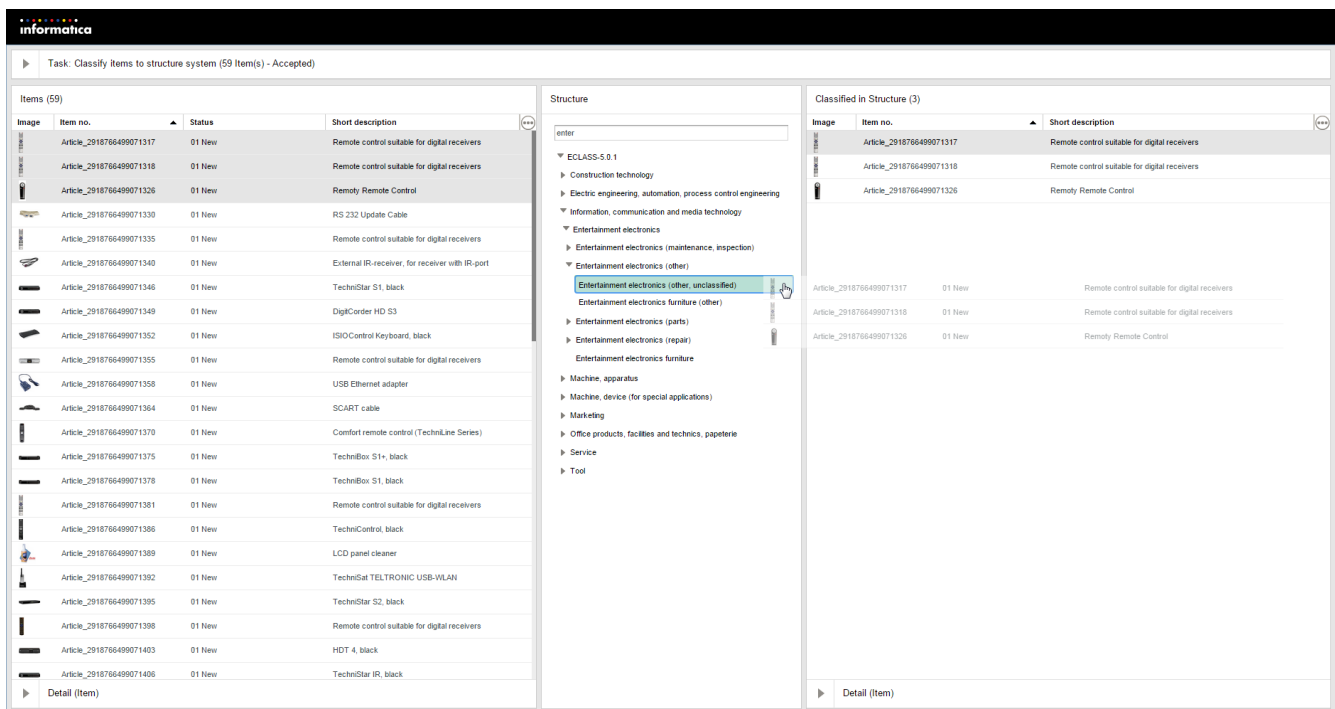 informatica
Task: Classify items to structure system (59 Item(s) - Accepted)
Items (59)
Image Item no. Status Short description
Article_2918766499071317 01 New Remote control suitable for digital receivers
Article_2918766499071318 01 New Remote control suitable for digital receivers
Article_2918766499071326 01 New Remoty Remote Control
Article_2918766499071330 01 New RS 232 Update Cable
Article_2918766499071335 01 New Remote control suitable for digital receivers
Article_2918766499071340 01 New External IR-receiver, for receiver with IR-port
Article_2918766499071346 01 New TechniStar S1, black
Article_2918766499071349 01 New DigitCorder HD S3
Article_2918766499071352 01 New ISIOControl Keyboard, black
Article_2918766499071355 01 New Remote control suitable for digital receivers
Article_2918766499071358 01 New USB Ethernet adapter
Article_2918766499071364 01 New SCART cable
Article_2918766499071370 01 New Comfort remote control (TechniLine Series)
Article_2918766499071375 01 New TechniBox S1+, black
Article_2918766499071378 01 New TechniBox S1, black
Article_2918766499071381 01 New Remote control suitable for digital receivers
Article_2918766499071386 01 New TechniControl, black
Article_2918766499071389 01 New LCD panel cleaner
Article_2918766499071392 01 New TechniSat TELTRONIC USB-WLAN
Article_2918766499071395 01 New TechniStar S2, black
Article_2918766499071398 01 New Remote control suitable for digital receivers
Article_2918766499071403 01 New HDT 4, black
Article_2918766499071406 01 New TechniStar IR, black
Detail (Item)
Structure
enter
ECLASS-5.0.1
Construction technology
Electric engineering, automation, process control engineering
Information, communication and media technology
Entertainment electronics
Entertainment electronics (maintenance, inspection)
Entertainment electronics (other)
Entertainment electronics (other, unclassified)
Entertainment electronics furniture (other)
Entertainment electronics (parts)
Entertainment electronics (repair)
Entertainment electronics furniture
Machine, apparatus
Machine, device (for special applications)
Marketing
Office products, facilities and technics, papeterie
Service
Tool
Classified in Structure (3)
Image Item no. Short description
Article_2918766499071317 Remote control suitable for digital receivers
Article_2918766499071318 Remote control suitable for digital receivers
Article_2918766499071326 Remoty Remote Control
Article_2918766499071317 01 New Remote control suitable for digital receivers
Article_2918766499071318 01 New Remote control suitable for digital receivers
Article_2918766499071326 01 New Remoty Remote Control
Detail (Item)